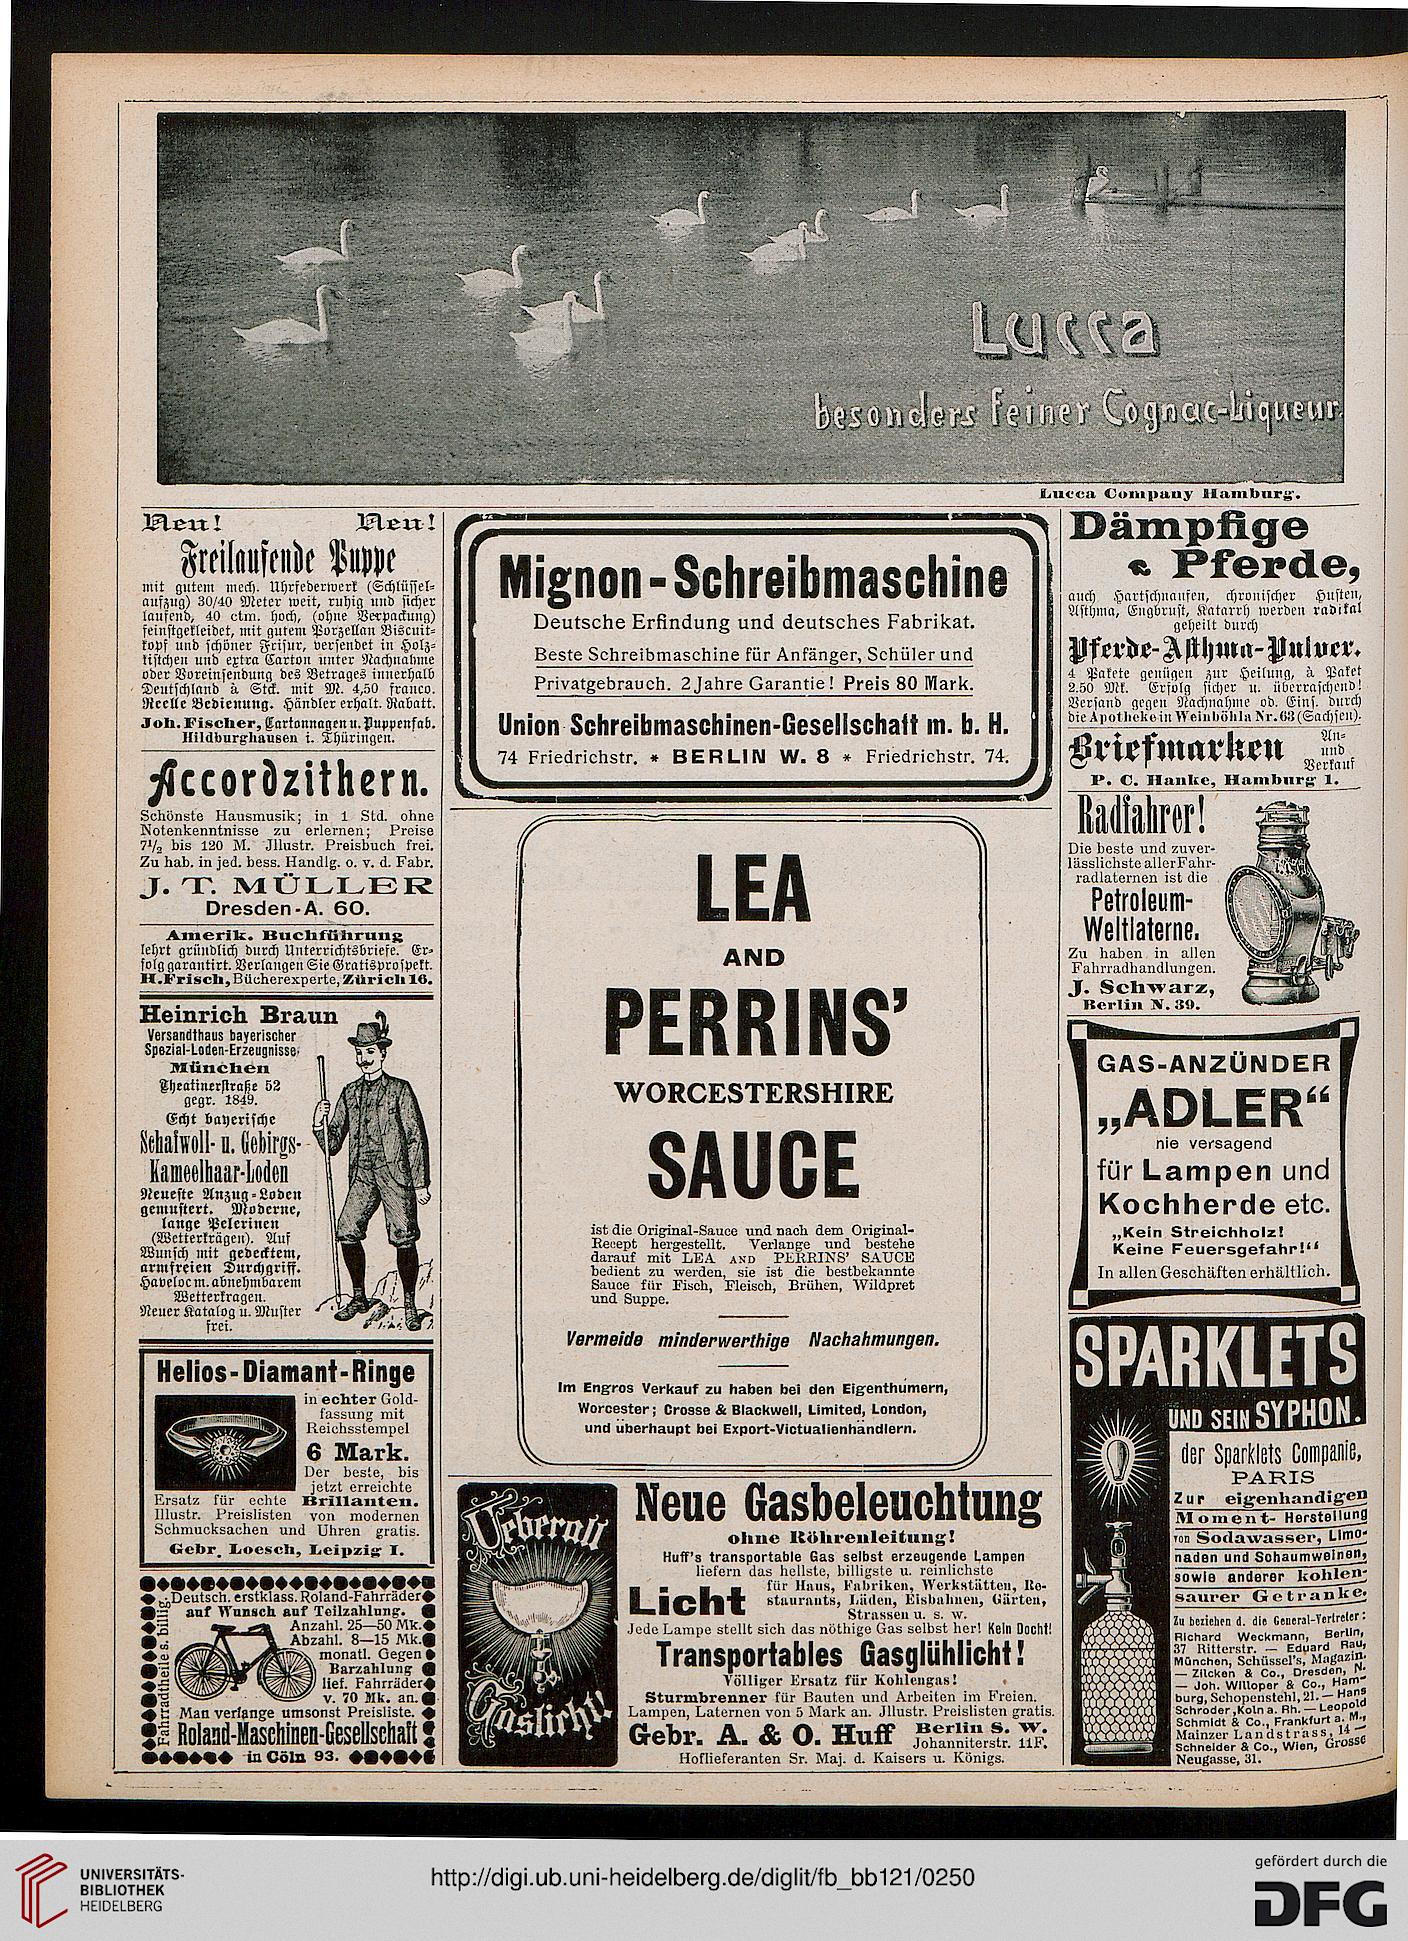 Lucca
besonders feiner Cognac-Liqueur.
Lucca Company Hamburg.
Neu! Neu!
Freilaufende Puppe
mit gutem mech. Uhrfederwerk (Schlüssel-
aufzug) 30/40 Meter weit, ruhig und sicher
laufend, 40 ctm. hoch, (ohne Verpackung)
feinstgekleidet, mit gutem Porzellan Biscuit-
kopf und schöner Frisur, versendet in Holz-
kistchen und extra Carton unter Nachnahme
oder Voreinsendung des Betrages innerhalb
Deutschland à Stck. mit M. 4,50 franco.
Reelle Bedienung. Händler erhalt. Rabatt.
Joh. Fischer, Cartonnagen u. Puppenfab.
Hildburghausen i. Thüringen.
Accordzithern.
Schönste Hausmusik; in 1 Std. ohne
Notenkenntnisse zu erlernen; Preise
7½ bis 120 M. Jllustr. Preisbuch frei.
Zu hab. in jed. bess. Handlg. o. v. d. Fabr.
J. T. MÜLLER
Dresden-A. 60.
Amerik. Buchführung
lehrt gründlich durch Unterrichtsbriefe. Er-
folg garantirt. Verlangen Sie Gratisprospekt.
H. Frisch, Bücherexperte, Zürich 16.
Heinrich Braun
Versandthaus bayerischer
Spezial-Loden-Erzeugnisse,
München
Theatinerstraße 52
gegr. 1849.
Echt bayerische
Schafwoll- u. Gebirgs-
Kameelhaar-Loden
Neueste Anzug-Loden
gemustert. Moderne,
lange Pelerinen
(Wetterkrägen). Auf
Wunsch mit gedecktem,
armfreien Durchgriff.
Haveloc m. abnehmbarem
Wetterkragen.
Neuer Katalog u. Muster
frei.
Helios-Diamant-Ringe
in echter Gold-
fassung mit
Reichsstempel
6 Mark.
Der beste, bis
jetzt erreichte
Ersatz für echte Brillanten.
Illustr. Preislisten von modernen
Schmucksachen und Uhren gratis.
Gebr. Loesch, Leipzig I.
Deutsch. erstklass. Roland-Fahrräder
auf Wunsch auf Teilzahlung.
Anzahl. 25—50 Mk.
Abzahl. 8—15 Mk.
monatl. Gegen
Barzahlung
lief. Fahrräder
v. 70 Mk. an.
Fahrradtheile s. billig.
Man verlange umsonst Preisliste.
Roland-Maschinen-Gesellschaft
in Cöln 93.
Mignon-Schreibmaschine
Deutsche Erfindung und deutsches Fabrikat.
Beste Schreibmaschine für Anfänger, Schüler und
Privatgebrauch. 2 Jahre Garantie! Preis 80 Mark.
Union Schreibmaschinen-Gesellschaft m. b. H.
74 Friedrichstr. * BERLIN W. 8 * Friedrichstr. 74.
LEA
AND
PERRINS'
WORCESTERSHIRE
SAUCE
ist die Original-Sauce und nach dem Original-
Recept hergestellt. Verlange und bestehe
darauf mit LEA AND PERRINS' SAUCE
bedient zu werden, sie ist die bestbekannte
Sauce für Fisch, Fleisch, Brühen, Wildpret
und Suppe.
Vermeide minderwerthige Nachahmungen.
Im Engros Verkauf zu haben bei den Eigenthümern,
Worcester; Crosse & Blackwell, Limited, London,
und überhaupt bei Export-Victualienhändlern.
Ueberall
Gaslicht!
Neue Gasbeleuchtung
ohne Röhrenleitung!
Huff's transportable Gas selbst erzeugende Lampen
liefern das hellste, billigste u. reinlichste
Licht für Haus, Fabriken, Werkstätten, Re-
staurants, Läden, Eisbahnen, Gärten,
Strassen u. s. w.
Jede Lampe stellt sich das nöthige Gas selbst her! Kein Docht!
Transportables Gasglühlicht!
Völliger Ersatz für Kohlengas!
Sturmbrenner für Bauten und Arbeiten im Freien.
Lampen, Laternen von 5 Mark an. Jllustr. Preislisten gratis.
Gebr. A. & O. Huff Berlin S. W.
Johanniterstr. 11F.
Hoflieferanten Sr. Maj. d. Kaisers u. Königs.
Dämpfige
Pferde,
auch Hartschnaufen, chronischer Husten,
Asthma, Engbrust, Katarrh werden radikal
geheilt durch
Pferde-Asthma-Pulver.
4 Pakete genügen zur Heilung, à Paket
2.50 Mk. Erfolg sicher u. überraschend!
Versand gegen Nachnahme od. Eins. durch
die Apotheke in Weinböhla Nr. 63 (Sachsen).
Briefmarken An-
und
Verkauf
P. C. Hanke, Hamburg 1.
Radfahrer!
Die beste und zuver-
lässlichste aller Fahr-
radlaternen ist die
Petroleum-
Weltlaterne.
Zu haben in allen
Fahrradhandlungen.
J. Schwarz,
Berlin N. 39.
GAS-ANZÜNDER
„ADLER“
nie versagend
für Lampen und
Kochherde etc.
„Kein Streichholz!
Keine Feuersgefahr!“
In allen Geschäften erhältlich.
SPARKLETS
UND SEIN SYPHON.
der Sparklets Companie,
PARIS
Zur eigenhandigen
Moment- Herstellung
von Sodawasser, Limo-
naden und Schaumweinen,
sowie anderer kohlen-
saurer Getranke.
Zu beziehen d. die General-Vertreter:
Richard Weckmann, Berlin,
37 Ritterstr. — Eduard Rau,
München, Schüssel's, Magazin.
— Zilcken & Co., Dresden, N.
— Joh. Willoper & Co., Ham-
burg, Schopenstehl, 21. — Hans
Schroder, Koln a. Rh. — Leopold
Schmidt & Co., Frankfurt a. M.,
Mainzer Landstrass, 14 —
Schneider & Co., Wien, Grosse
Neugasse, 31.
UNIVERSITÄTS-
BIBLIOTHEK
HEIDELBERG
http://digi.ub.uni-heidelberg.de/diglit/fb_bb121/0250
gefördert durch die
DFG